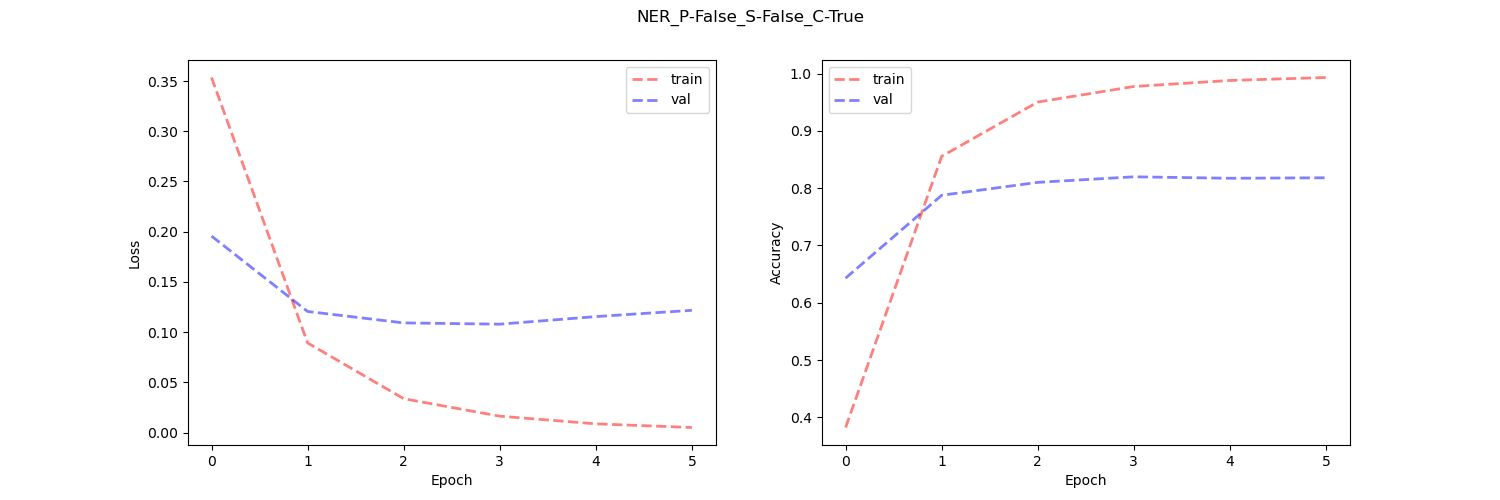 NER_P-False_S-False_C-True
Loss
0.35
0.30
0.25
0.20
0.15
0.10
0.05
0.00
0 1 2 3 4 5
Epoch
train
val
Accuracy
1.0
0.9
0.8
0.7
0.6
0.5
0.4
0 1 2 3 4 5
Epoch
train
val